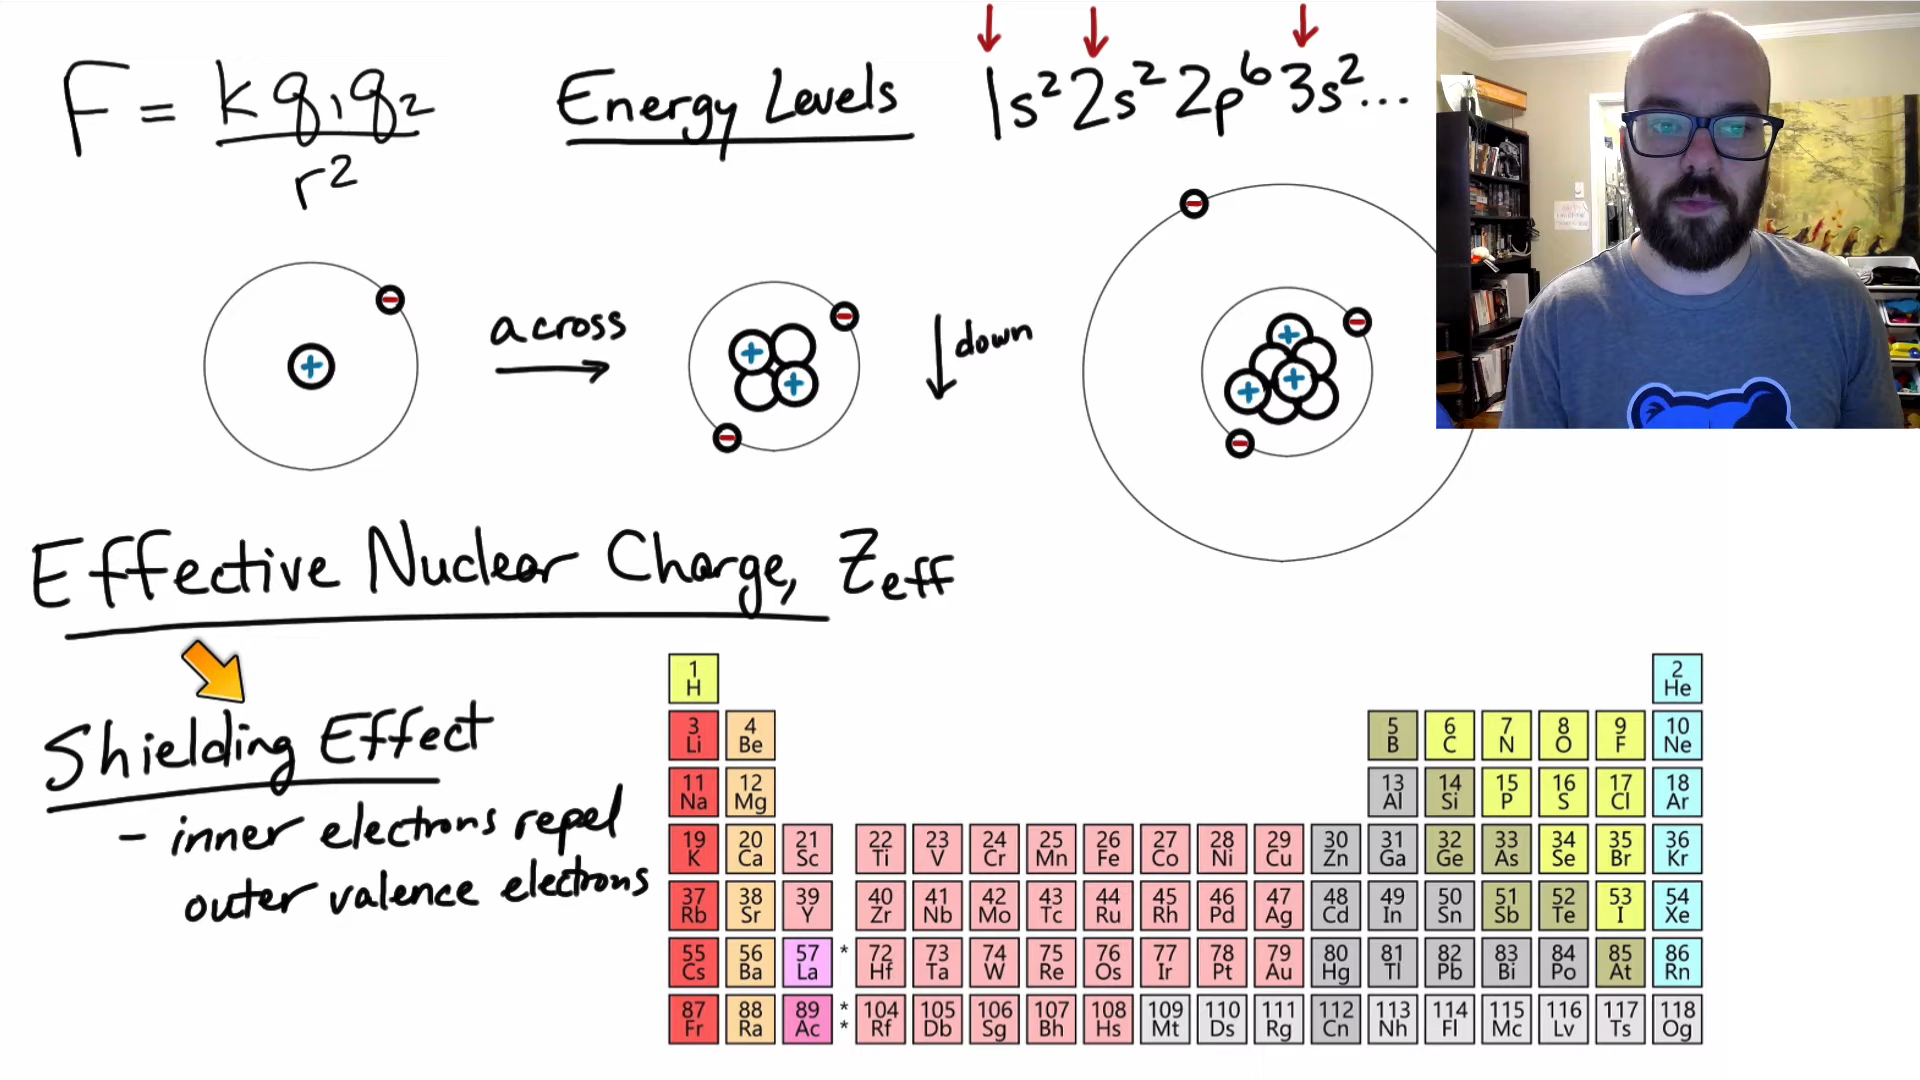 F = kq₁q₂
r²
Energy Levels
1s² 2s² 2p⁶ 3s²...
across
down
Effective Nuclear Charge, Zeff
Shielding Effect
- inner electrons repel
outer valence electrons
1 H 2 He
3 Li 4 Be 5 B 6 C 7 N 8 O 9 F 10 Ne
11 Na 12 Mg 13 Al 14 Si 15 P 16 S 17 Cl 18 Ar
19 K 20 Ca 21 Sc 22 Ti 23 V 24 Cr 25 Mn 26 Fe 27 Co 28 Ni 29 Cu 30 Zn 31 Ga 32 Ge 33 As 34 Se 35 Br 36 Kr
37 Rb 38 Sr 39 Y 40 Zr 41 Nb 42 Mo 43 Tc 44 Ru 45 Rh 46 Pd 47 Ag 48 Cd 49 In 50 Sn 51 Sb 52 Te 53 I 54 Xe
55 Cs 56 Ba 57 La * 72 Hf 73 Ta 74 W 75 Re 76 Os 77 Ir 78 Pt 79 Au 80 Hg 81 Tl 82 Pb 83 Bi 84 Po 85 At 86 Rn
87 Fr 88 Ra 89 Ac * * 104 Rf 105 Db 106 Sg 107 Bh 108 Hs 109 Mt 110 Ds 111 Rg 112 Cn 113 Nh 114 Fl 115 Mc 116 Lv 117 Ts 118 Og